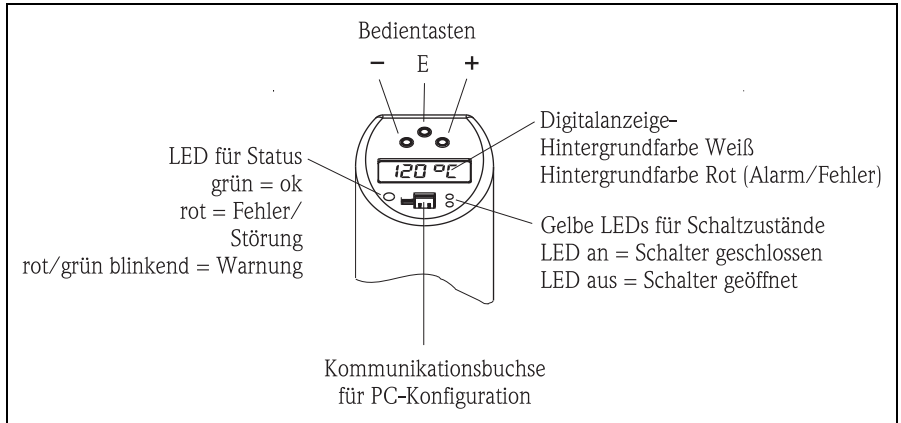 Bedientasten
− E +
LED für Status
grün = ok
rot = Fehler/
Störung
rot/grün blinkend = Warnung
120 °C
Digitalanzeige-
Hintergrundfarbe Weiß
Hintergrundfarbe Rot (Alarm/Fehler)
Gelbe LEDs für Schaltzustände
LED an = Schalter geschlossen
LED aus = Schalter geöffnet
Kommunikationsbuchse
für PC-Konfiguration